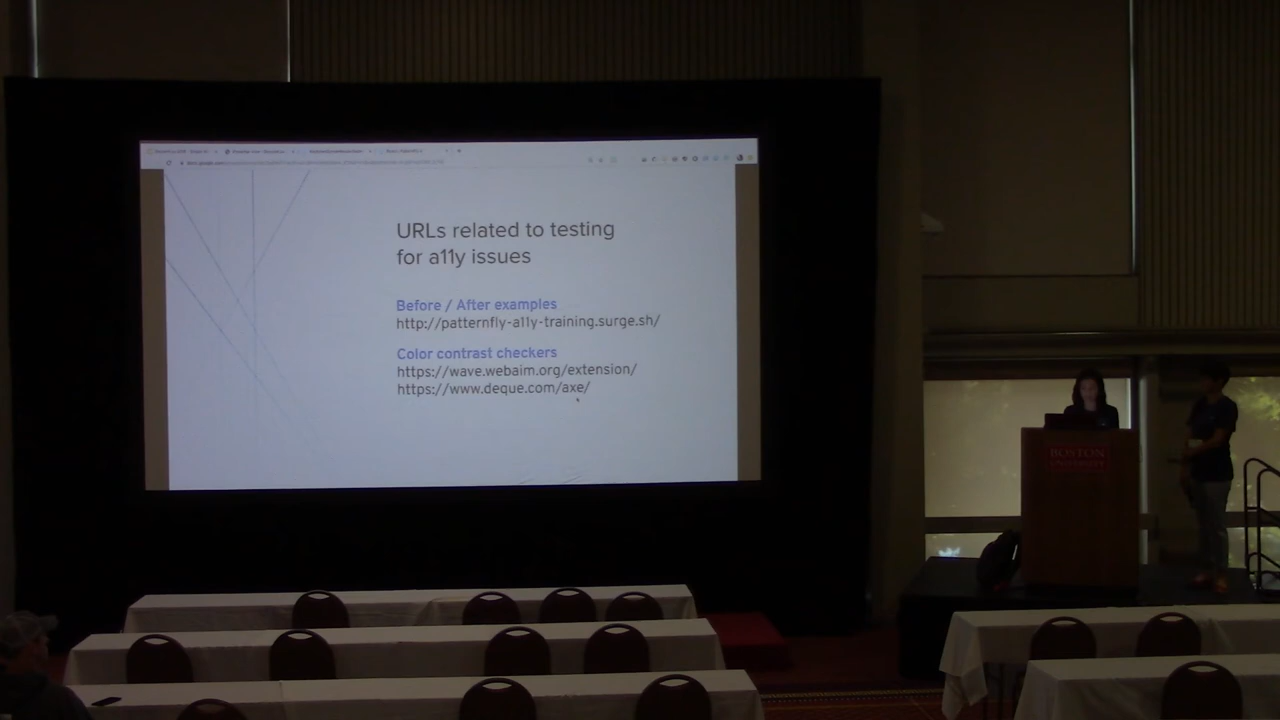 URLs related to testing
for a11y issues
Before / After examples
http://patternfly-a11y-training.surge.sh/
Color contrast checkers
https://wave.webaim.org/extension/
https://www.deque.com/axe/
BOSTON
UNIVERSITY